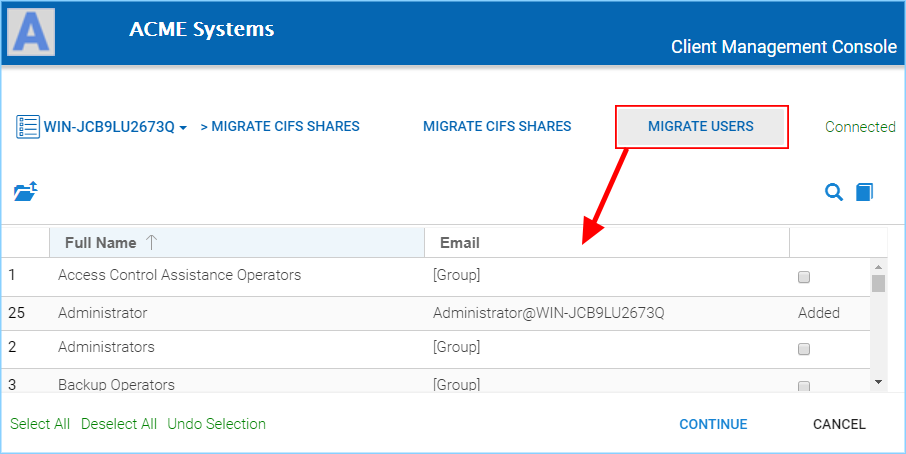 A
ACME Systems
Client Management Console
WIN-JCB9LU2673Q > MIGRATE CIFS SHARES MIGRATE CIFS SHARES MIGRATE USERS Connected
Full Name Email
1 Access Control Assistance Operators [Group]
25 Administrator Administrator@WIN-JCB9LU2673Q Added
2 Administrators [Group]
3 Backup Operators [Group]
Select All Deselect All Undo Selection CONTINUE CANCEL